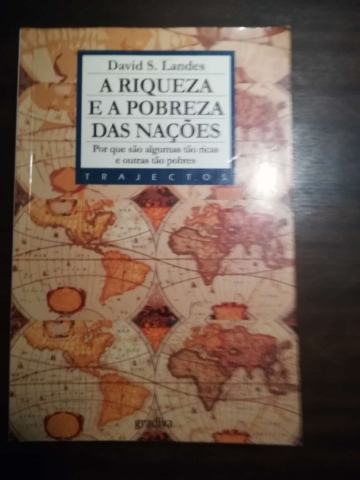 David S. Landes
A RIQUEZA
E A POBREZA
DAS NAÇÕES
Por que são algumas tão ricas
e outras tão pobres
TRAJECTOS
gradiva